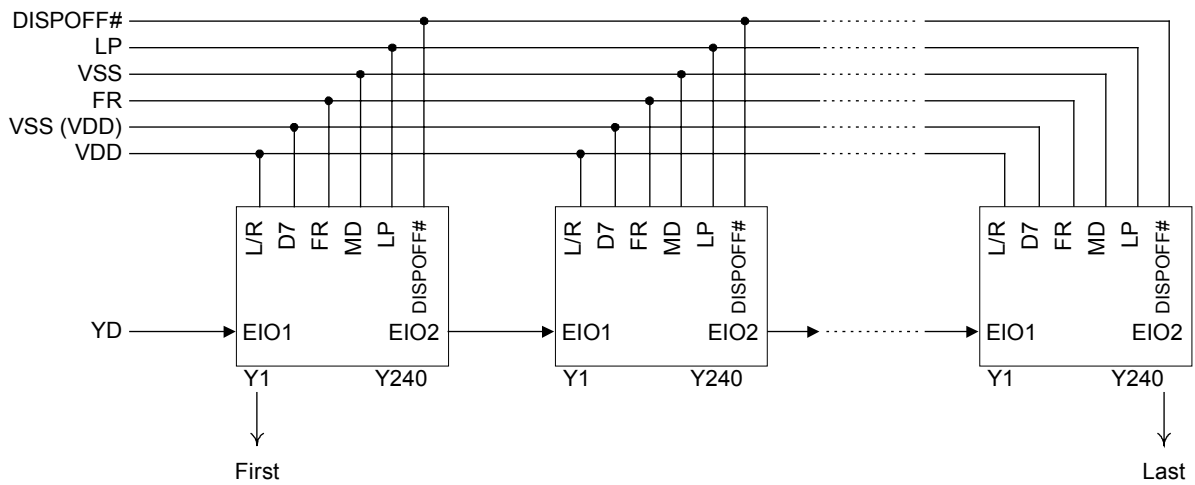 DISPOFF#
LP
VSS
FR
VSS (VDD)
VDD
L/R D7 FR MD LP DISPOFF#
L/R D7 FR MD LP DISPOFF#
L/R D7 FR MD LP DISPOFF#
YD EIO1 EIO2 EIO1 EIO2 EIO1 EIO2
Y1 Y240 Y1 Y240 Y1 Y240
First Last